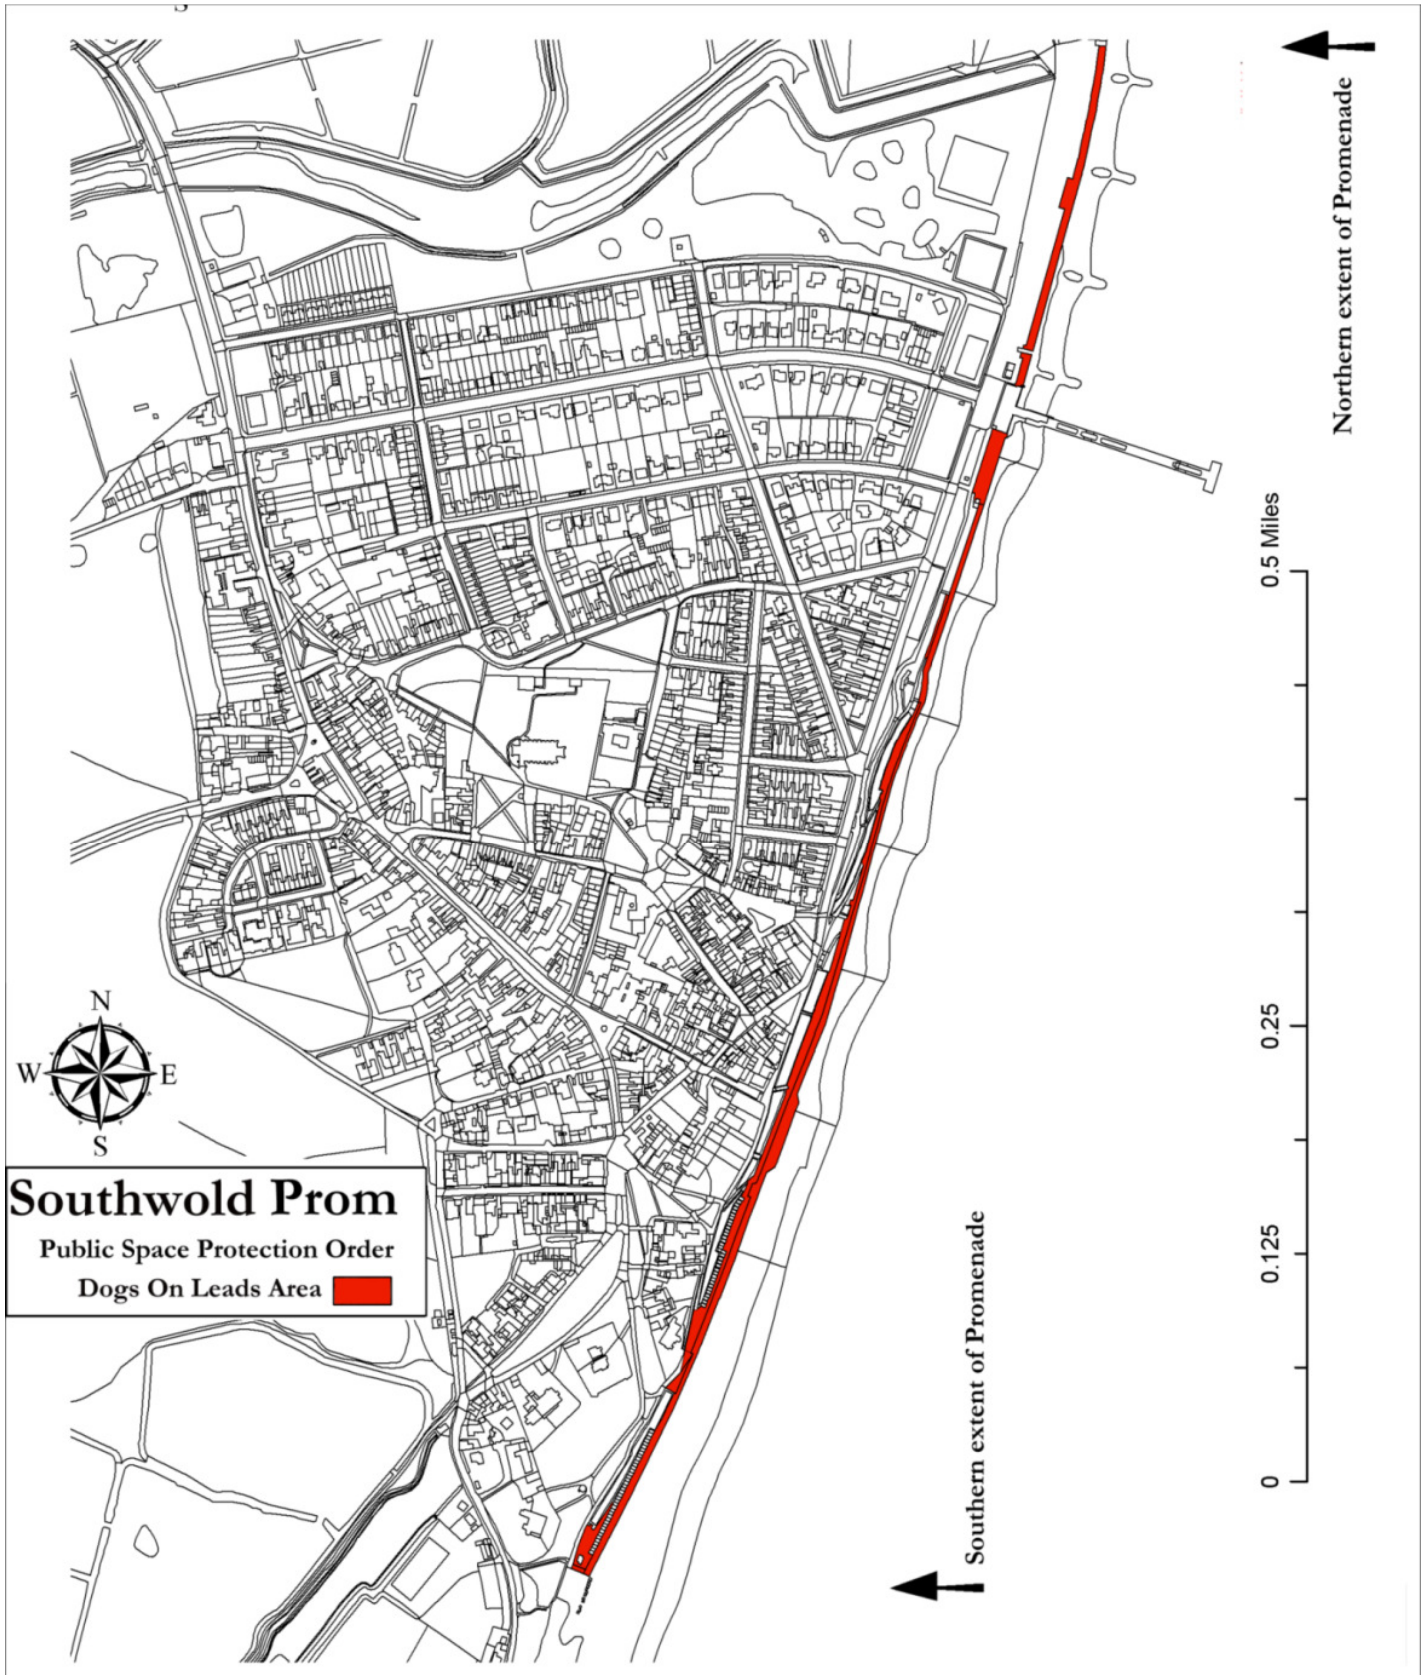 Northern extent of Promenade
0.5 Miles
0.25
0.125
0
N
W
E
S
Southwold Prom
Public Space Protection Order
Dogs On Leads Area
Southern extent of Promenade